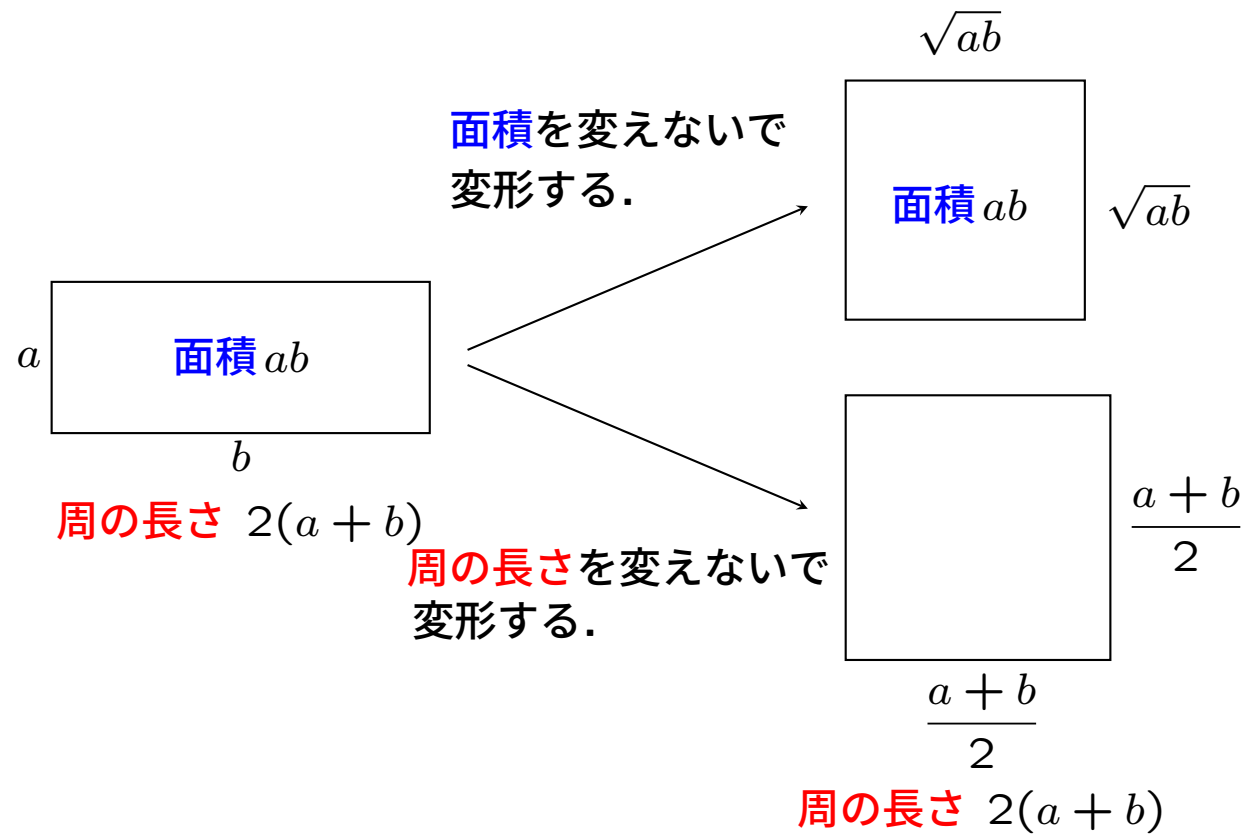 √ab
面積を変えないで
変形する.
面積 ab
√ab
a
面積 ab
b
周の長さ 2(a + b)
周の長さを変えないで
変形する.
a + b
2
a + b
2
周の長さ 2(a + b)